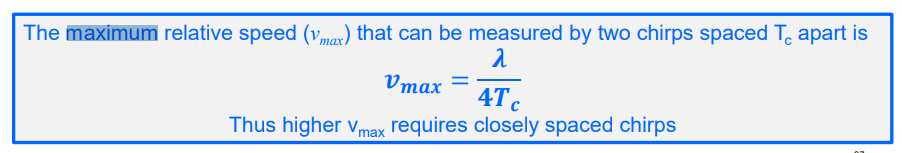 The maximum relative speed (vmax) that can be measured by two chirps spaced Tc apart is
vmax = λ / 4Tc
Thus higher vmax requires closely spaced chirps